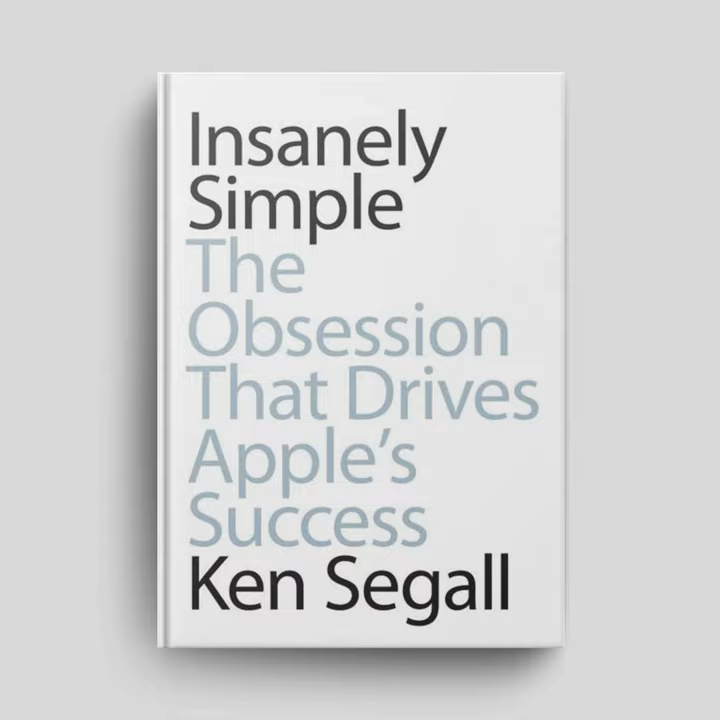 Insanely
Simple
The
Obsession
That Drives
Apple’s
Success
Ken Segall